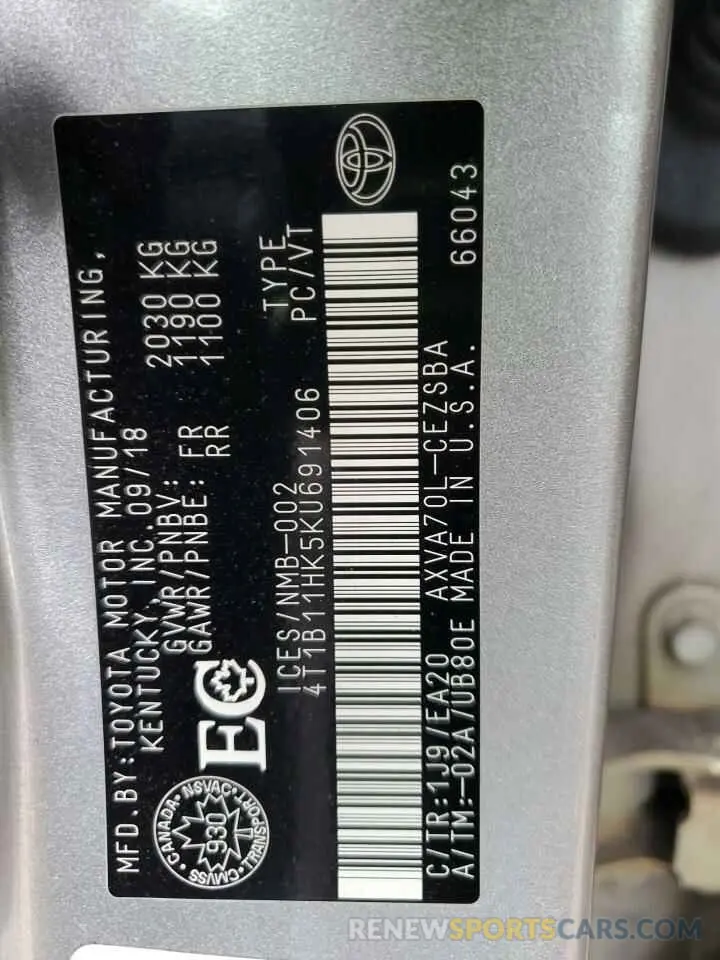 MFD.BY:TOYOTA MOTOR MANUFACTURING,
KENTUCKY, INC.09/18
GVWR/PNBV: 2030 KG
GAWR/PNBE: FR 1190 KG
RR 1100 KG
EC
ICES/NMB-002 TYPE
4T1B11HK5KU691406 PC/VT
CANADA · NSVAC · TRANSPORT · CMVSS
930
C/TR:1J9/EA20 AXVA70L-CEZSBA 66043
A/TM:-02A/UB80E MADE IN U.S.A.
RENEWSPORTSCARS.COM